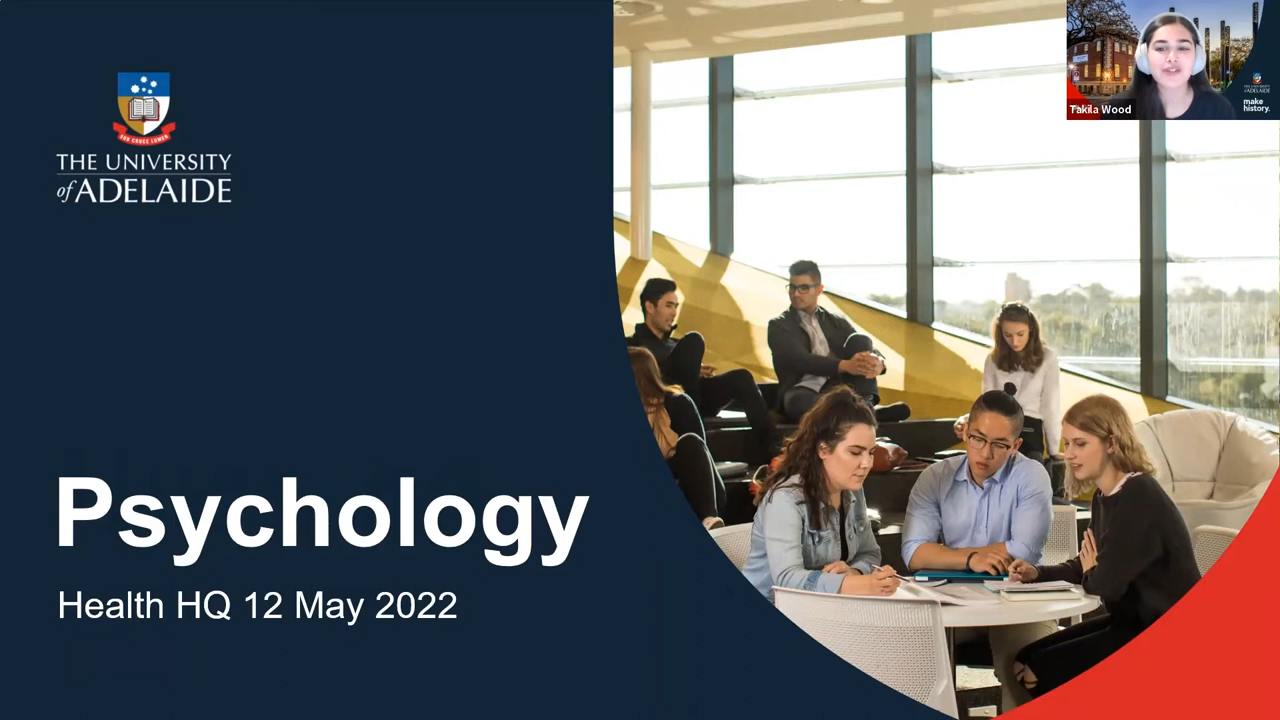 THE UNIVERSITY
of ADELAIDE
Psychology
Health HQ 12 May 2022
Takila Wood
make
history.